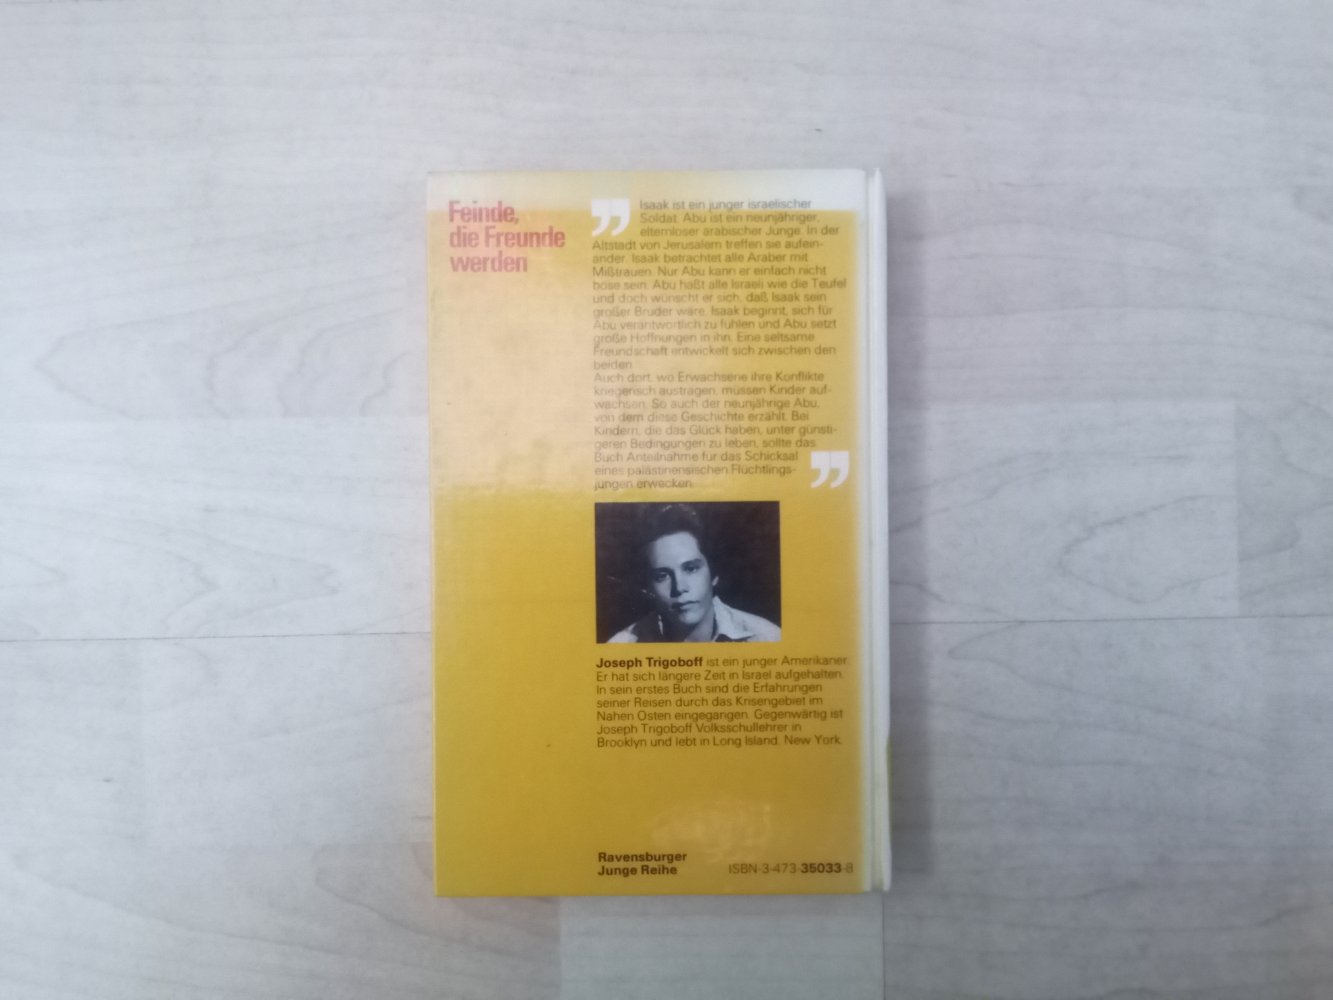 Feinde,
die Freunde
werden
Isaak ist ein junger israelischer
Soldat. Abu ist ein neunjähriger,
elternloser arabischer Junge. In der
Altstadt von Jerusalem treffen sie aufein-
ander. Isaak betrachtet alle Araber mit
Mißtrauen. Nur Abu kann er einfach nicht
böse sein. Abu haßt alle Israeli wie die Teufel
und doch wünscht er sich, daß Isaak sein
großer Bruder wäre. Isaak beginnt, sich für
Abu verantwortlich zu fühlen und Abu setzt
große Hoffnungen in ihn. Eine seltsame
Freundschaft entwickelt sich zwischen den
beiden.
Auch dort, wo Erwachsene ihre Konflikte
kriegerisch austragen, müssen Kinder auf-
wachsen. So auch der neunjährige Abu,
von dem diese Geschichte erzählt. Bei
Kindern, die das Glück haben, unter günsti-
geren Bedingungen zu leben, sollte das
Buch Anteilnahme für das Schicksal
eines palästinensischen Flüchtlings-
jungen erwecken.
Joseph Trigoboff ist ein junger Amerikaner.
Er hat sich längere Zeit in Israel aufgehalten.
In sein erstes Buch sind die Erfahrungen
seiner Reisen durch das Krisengebiet im
Nahen Osten eingegangen. Gegenwärtig ist
Joseph Trigoboff Volksschullehrer in
Brooklyn und lebt in Long Island, New York.
Ravensburger
Junge Reihe
ISBN-3-473-35033-8